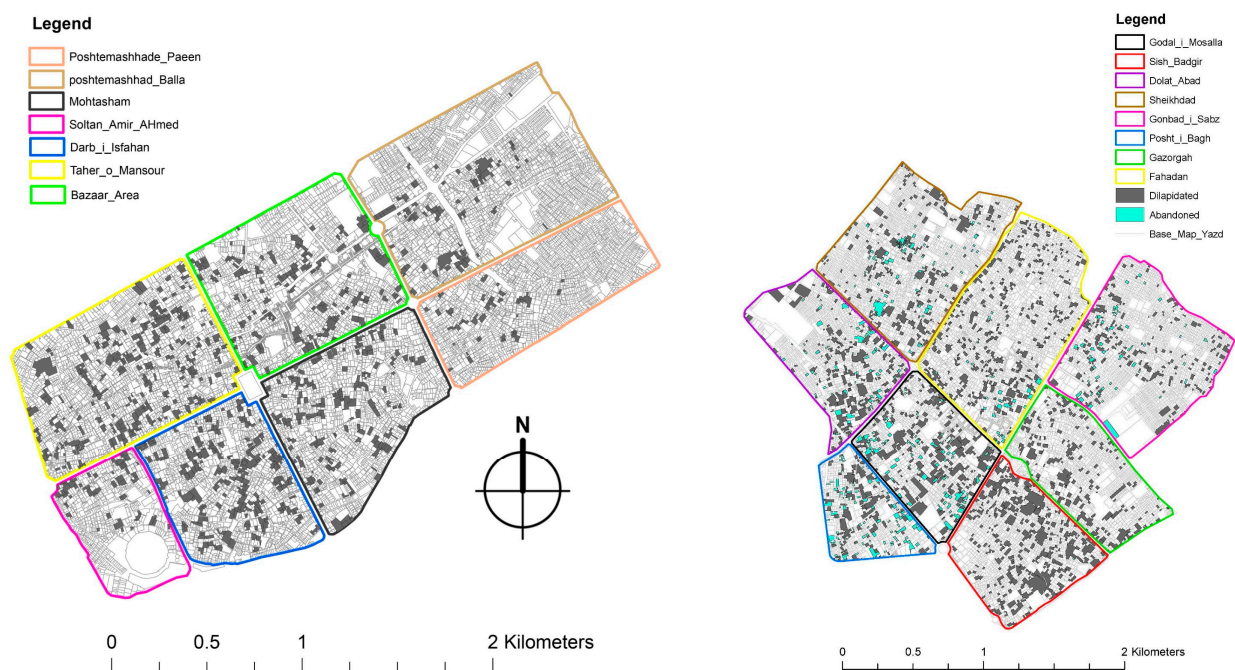 Legend
Poshtemashhade_Paeen
poshtemashhad_Balla
Mohtasham
Soltan_Amir_AHmed
Darb_i_Isfahan
Taher_o_Mansour
Bazaar_Area
N
0 0.5 1 2 Kilometers
Legend
Godal_i_Mosalla
Sish_Badgir
Dolat_Abad
Sheikhdad
Gonbad_i_Sabz
Posht_i_Bagh
Gazorgah
Fahadan
Dilapidated
Abandoned
Base_Map_Yazd
0 0.5 1 2 Kilometers